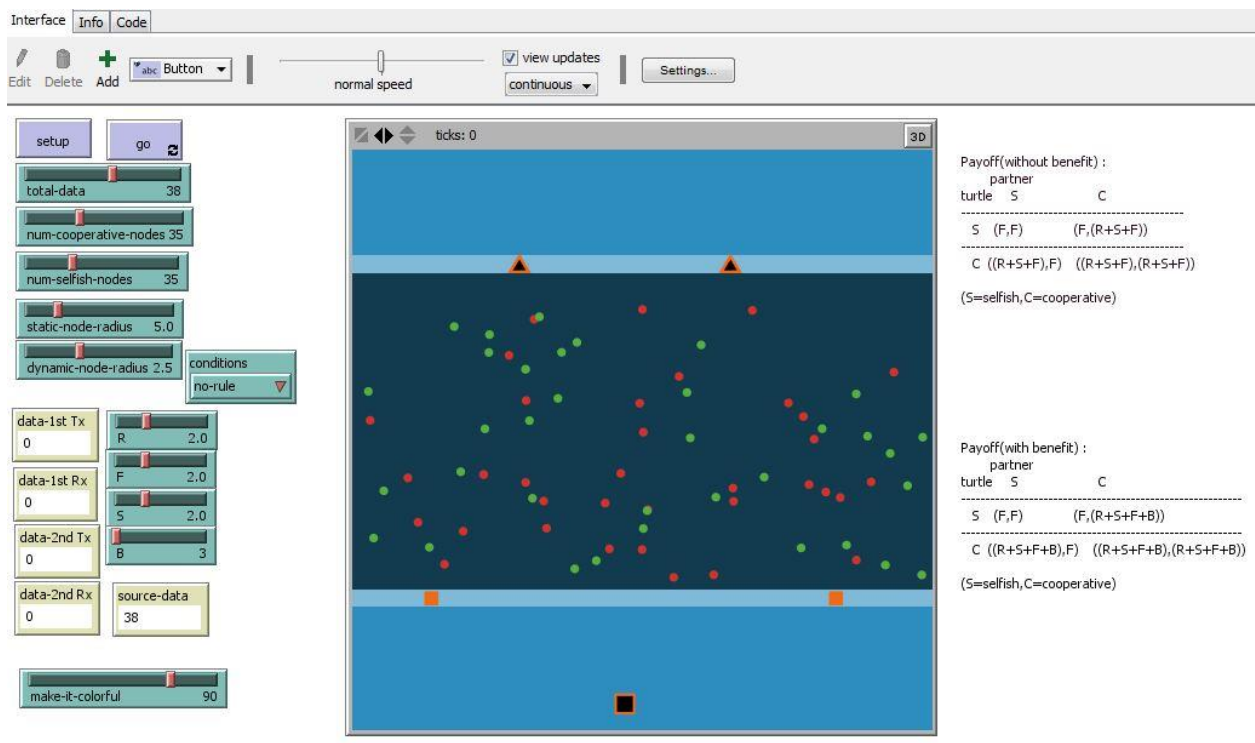 Interface Info Code
Edit Delete Add abc Button
normal speed
view updates
continuous
Settings...
setup go
total-data 38
num-cooperative-nodes 35
num-selfish-nodes 35
static-node-radius 5.0
dynamic-node-radius 2.5
conditions
no-rule
data-1st Tx
0
data-1st Rx
0
data-2nd Tx
0
data-2nd Rx
0
R 2.0
F 2.0
S 2.0
B 3
source-data
38
make-it-colorful 90
ticks: 0
3D
Payoff(without benefit) :
partner
turtle S C
-----------------------------------------------
S (F,F) (F,(R+S+F))
-----------------------------------------------
C ((R+S+F),F) ((R+S+F),(R+S+F))
(S=selfish,C=cooperative)
Payoff(with benefit) :
partner
turtle S C
-----------------------------------------------------------
S (F,F) (F,(R+S+F+B))
-----------------------------------------------------------
C ((R+S+F+B),F) ((R+S+F+B),(R+S+F+B))
(S=selfish,C=cooperative)